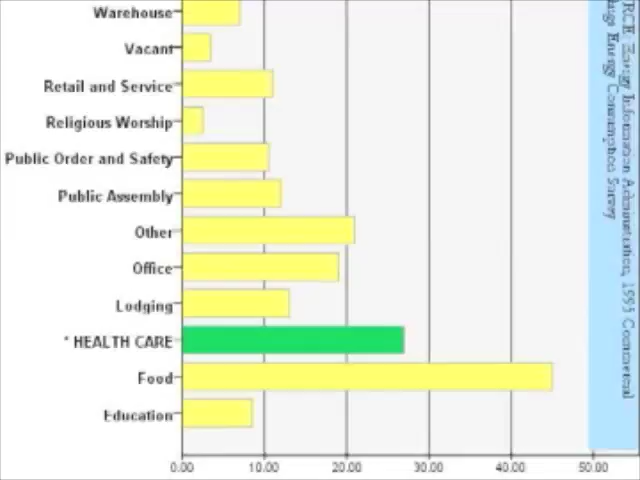 Warehouse
Vacant
Retail and Service
Religious Worship
Public Order and Safety
Public Assembly
Other
Office
Lodging
* HEALTH CARE
Food
Education
0.00 10.00 20.00 30.00 40.00 50.00
RCE Energy Information Administration, 1995 Commercial
Energy Consumption Survey